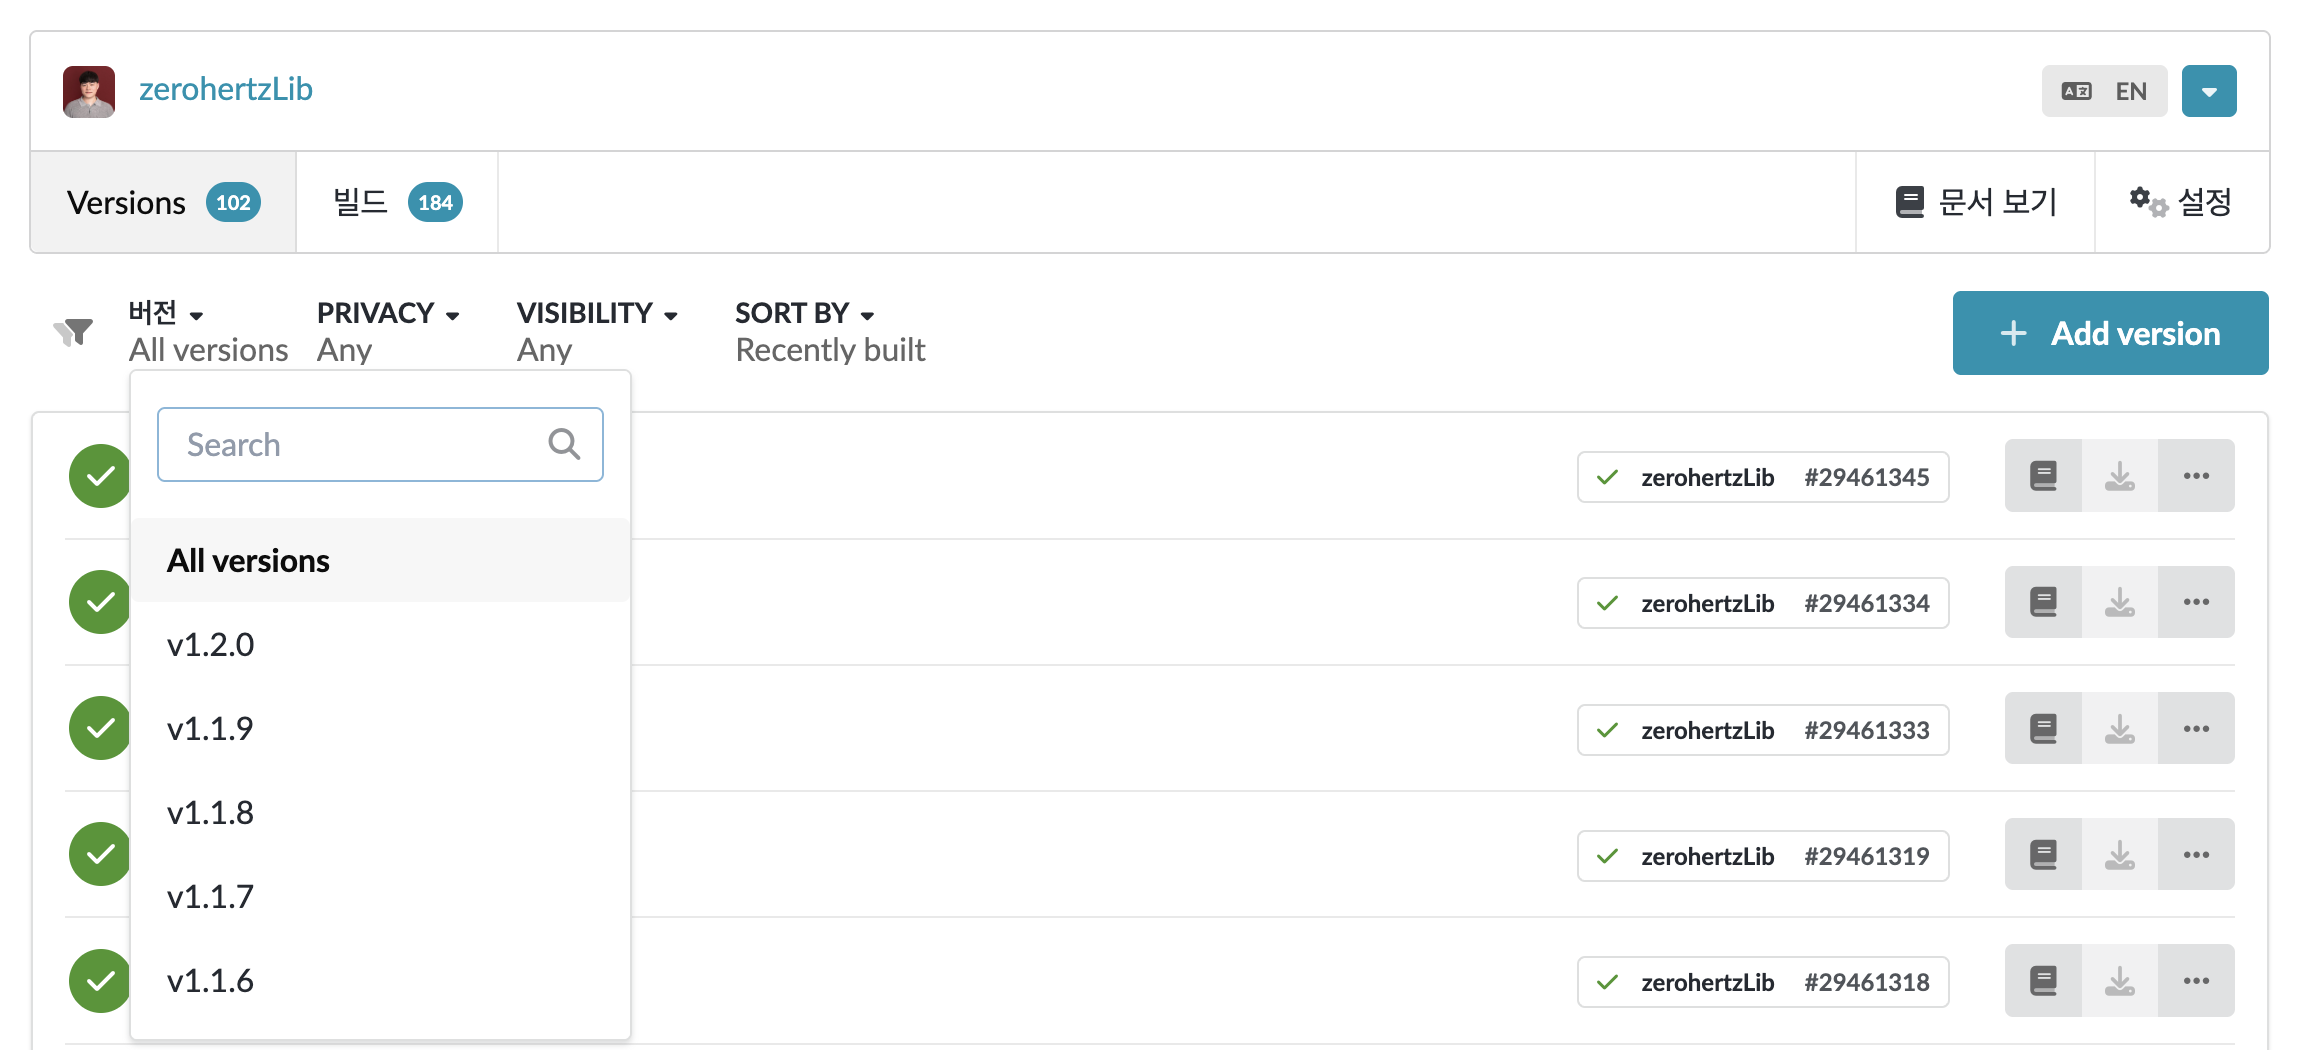 zerohertzLib
EN
Versions 102
빌드 184
문서 보기
설정
버전
All versions
PRIVACY
Any
VISIBILITY
Any
SORT BY
Recently built
+ Add version
Search
All versions
v1.2.0
v1.1.9
v1.1.8
v1.1.7
v1.1.6
zerohertzLib #29461345
zerohertzLib #29461334
zerohertzLib #29461333
zerohertzLib #29461319
zerohertzLib #29461318